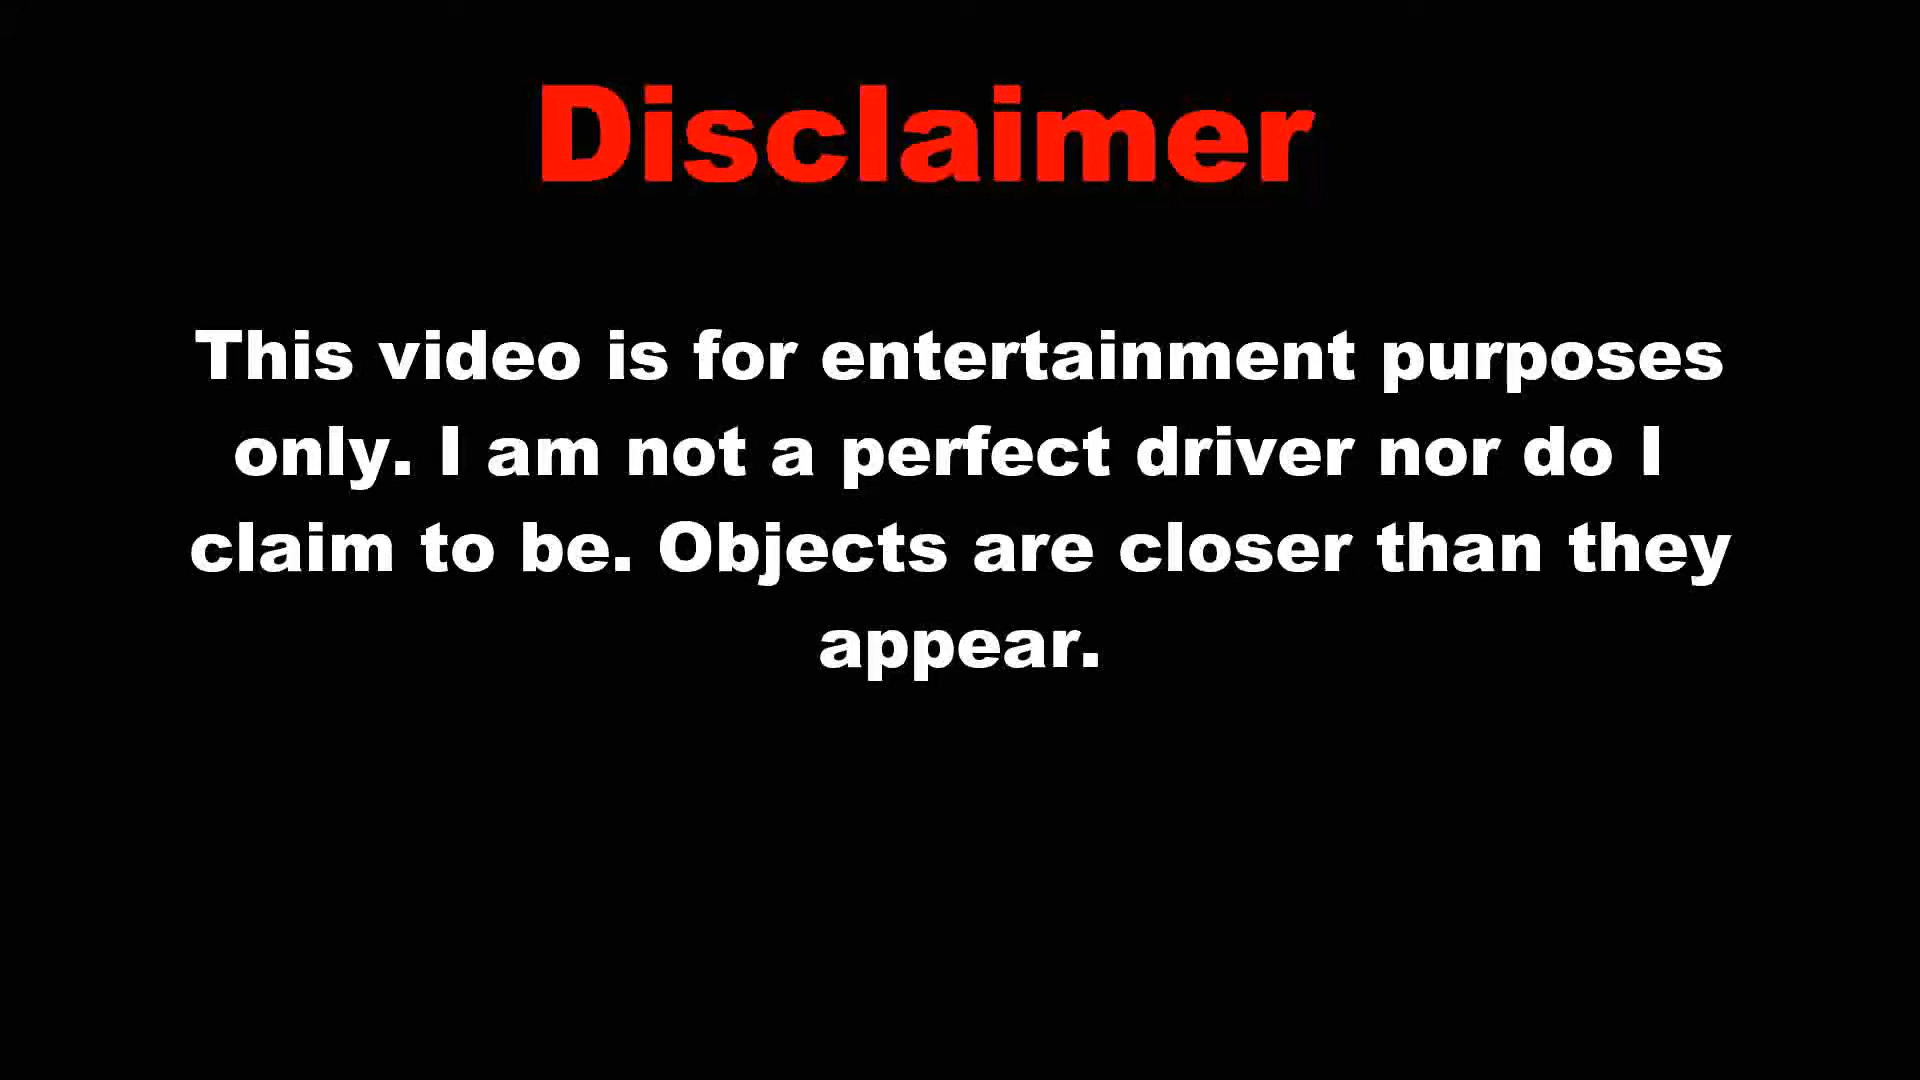 Disclaimer
This video is for entertainment purposes
only. I am not a perfect driver nor do I
claim to be. Objects are closer than they
appear.